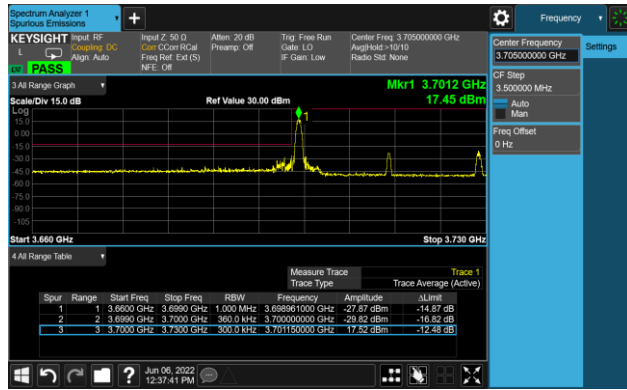 Spectrum Analyzer 1
Spurious Emissions
Frequency
KEYSIGHT
L
Input: RF
Coupling: DC
Align: Auto
Input Z: 50 Ω
Corr CCorr RCal
Freq Ref: Ext (S)
NFE: Off
Atten: 20 dB
Preamp: Off
Trig: Free Run
Gate: LO
IF Gain: Low
Center Freq: 3.705000000 GHz
Avg|Hold:>10/10
Radio Std: None
LV PASS
Center Frequency
3.705000000 GHz
Settings
CF Step
3.500000 MHz
Auto
Man
Freq Offset
0 Hz
3 All Range Graph
Mkr1 3.7012 GHz
Scale/Div 15.0 dB
Ref Value 30.00 dBm
17.45 dBm
Log
1
15.0
0.00
-15.0
-30.0
-45.0
-60.0
-75.0
-90.0
-105
Start 3.660 GHz
Stop 3.730 GHz
4 All Range Table
Measure Trace Trace 1
Trace Type Trace Average (Active)
Spur Range Start Freq Stop Freq RBW Frequency Amplitude ΔLimit
1 1 3.6600 GHz 3.6990 GHz 1.000 MHz 3.698961000 GHz -27.87 dBm -14.87 dB
2 2 3.6990 GHz 3.7000 GHz 360.0 kHz 3.700000000 GHz -29.82 dBm -16.82 dB
3 3 3.7000 GHz 3.7300 GHz 300.0 kHz 3.701150000 GHz 17.52 dBm -12.48 dB
?
Jun 06, 2022
12:37:41 PM